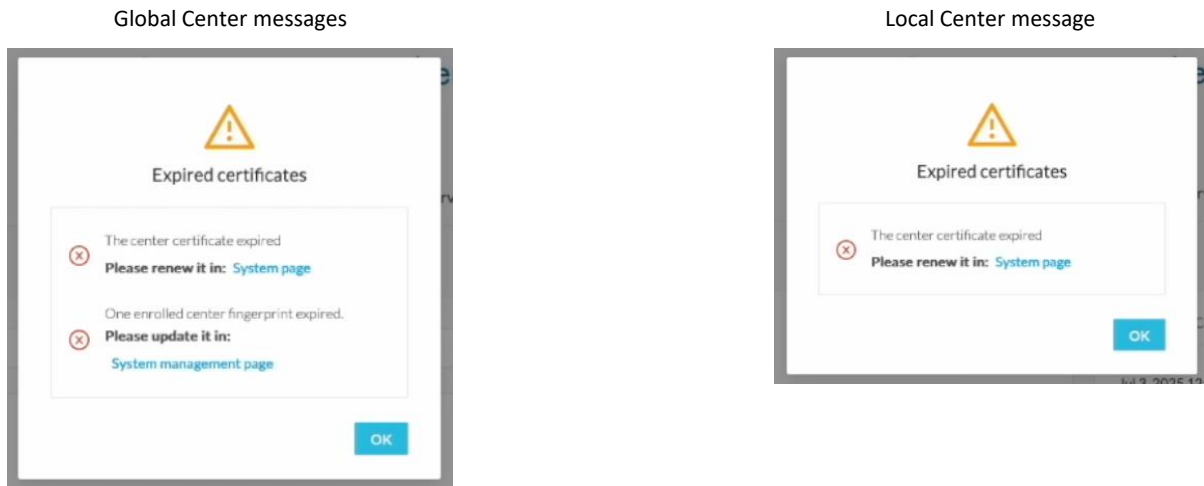 Global Center messages
Expired certificates
The center certificate expired
Please renew it in: System page
One enrolled center fingerprint expired.
Please update it in:
System management page
OK
Local Center message
Expired certificates
The center certificate expired
Please renew it in: System page
OK